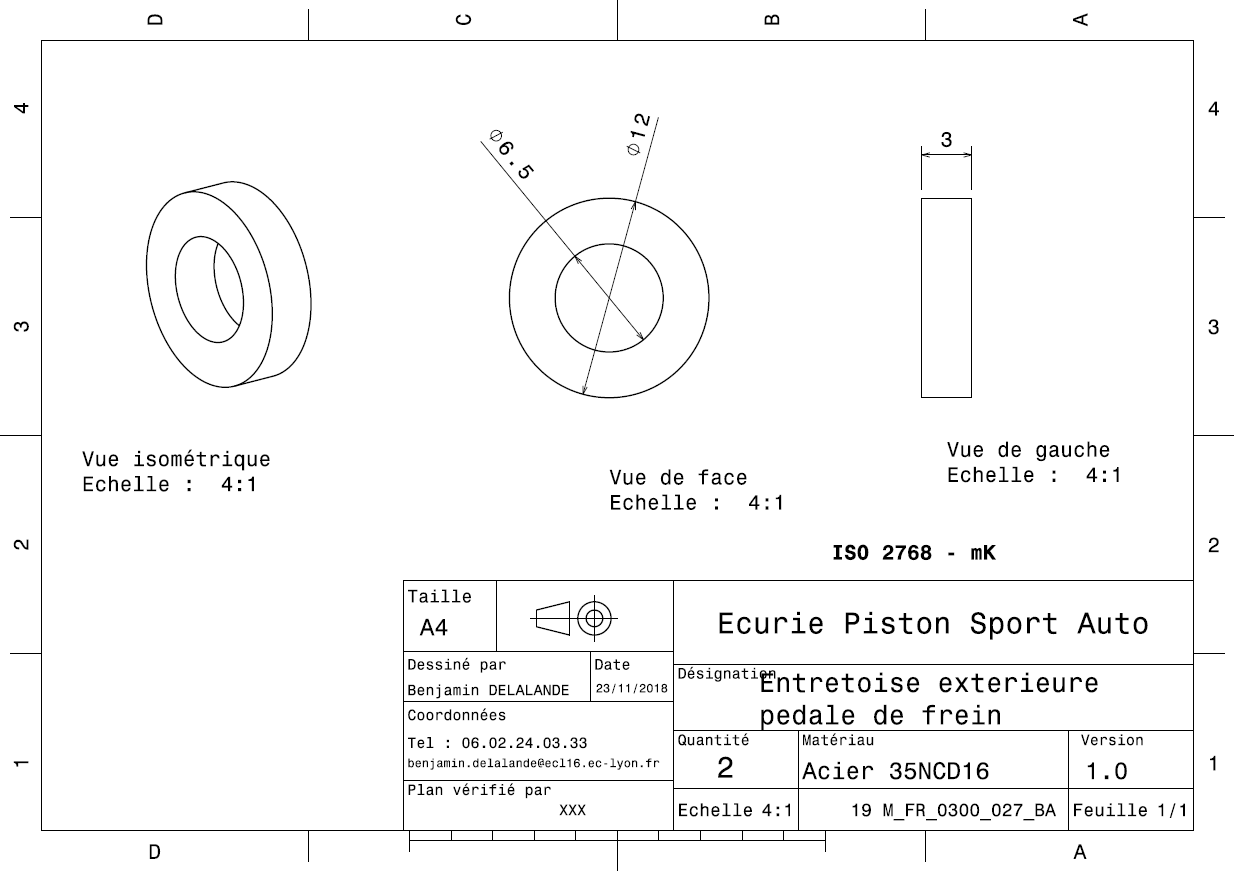 D C B A
4 4
3 3
2 2
1 1
Ø6.5
Ø12
3
Vue isométrique
Echelle : 4:1
Vue de face
Echelle : 4:1
Vue de gauche
Echelle : 4:1
ISO 2768 - mK
Taille
A4
Ecurie Piston Sport Auto
Dessiné par
Benjamin DELALANDE
Date
23/11/2018
Désignation
Entretoise exterieure
pedale de frein
Coordonnées
Tel : 06.02.24.03.33
benjamin.delalande@ecl16.ec-lyon.fr
Quantité
2
Matériau
Acier 35NCD16
Version
1.0
Plan vérifié par
XXX
Echelle 4:1
19 M_FR_0300_027_BA
Feuille 1/1
D A